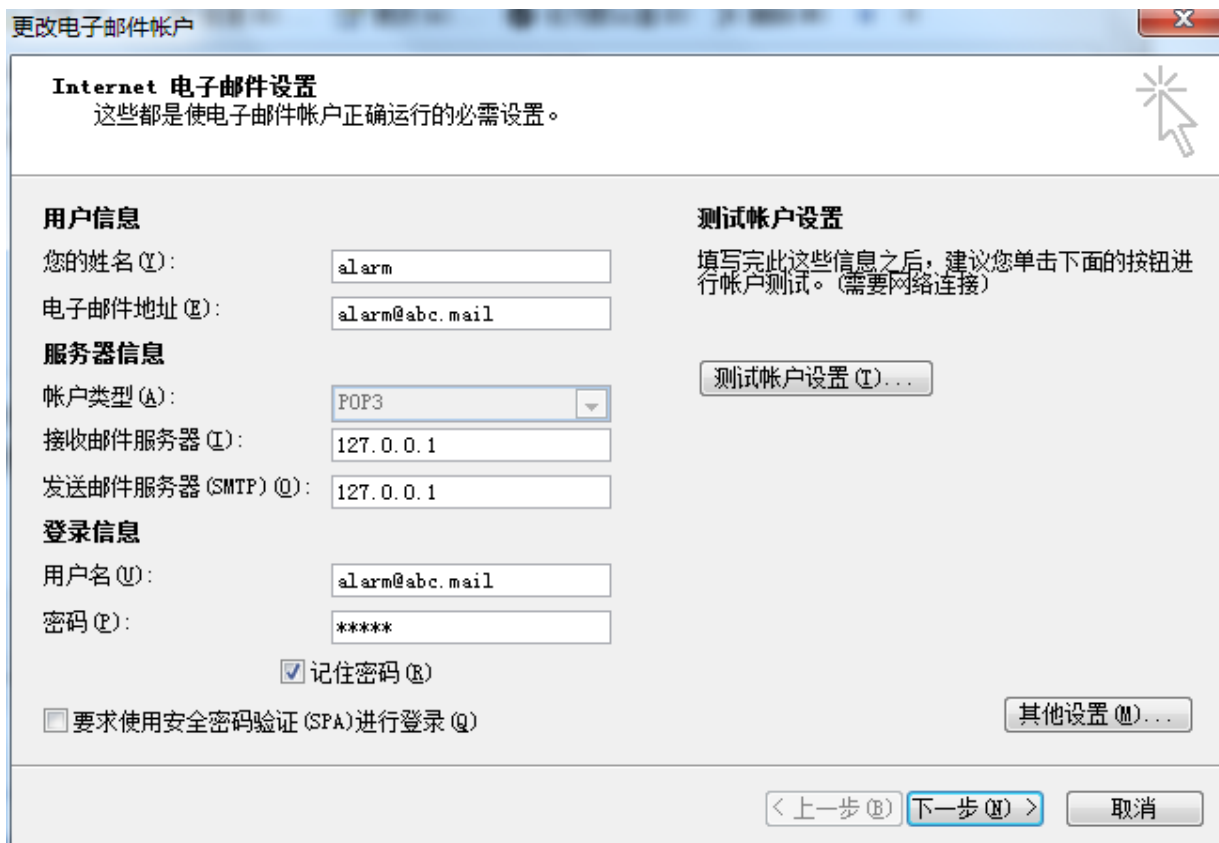 更改电子邮件帐户
Internet 电子邮件设置
这些都是使电子邮件帐户正确运行的必需设置。
用户信息
您的姓名(Y):
alarm
电子邮件地址(E):
alarm@abc.mail
服务器信息
帐户类型(A):
POP3
接收邮件服务器(I):
127.0.0.1
发送邮件服务器(SMTP)(O):
127.0.0.1
登录信息
用户名(U):
alarm@abc.mail
密码(P):
*****
记住密码(R)
要求使用安全密码验证(SPA)进行登录(Q)
测试帐户设置
填写完此这些信息之后，建议您单击下面的按钮进
行帐户测试。(需要网络连接)
测试帐户设置(T)...
其他设置(M)...
< 上一步(B)
下一步(N) >
取消